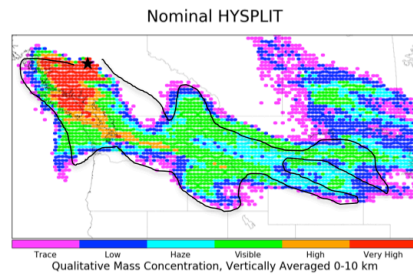 Nominal HYSPLIT
Trace Low Haze Visible High Very High
Qualitative Mass Concentration, Vertically Averaged 0-10 km